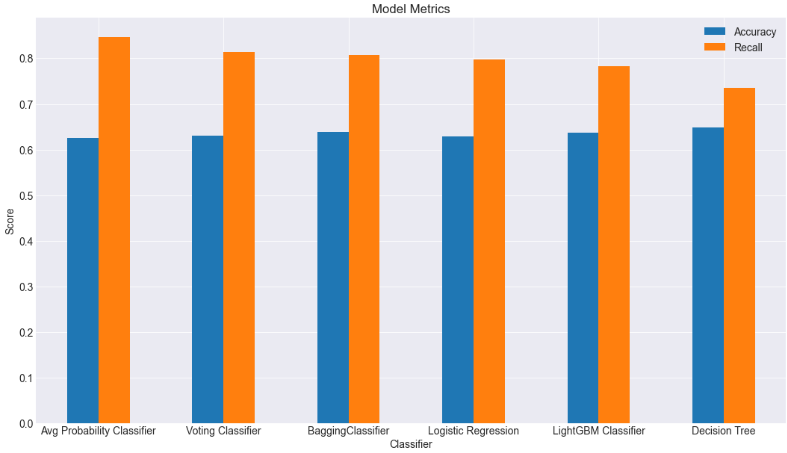 Model Metrics
Accuracy
Recall
0.8
0.7
0.6
0.5
0.4
0.3
0.2
0.1
0.0
Score
Avg Probability Classifier Voting Classifier BaggingClassifier Logistic Regression LightGBM Classifier Decision Tree
Classifier